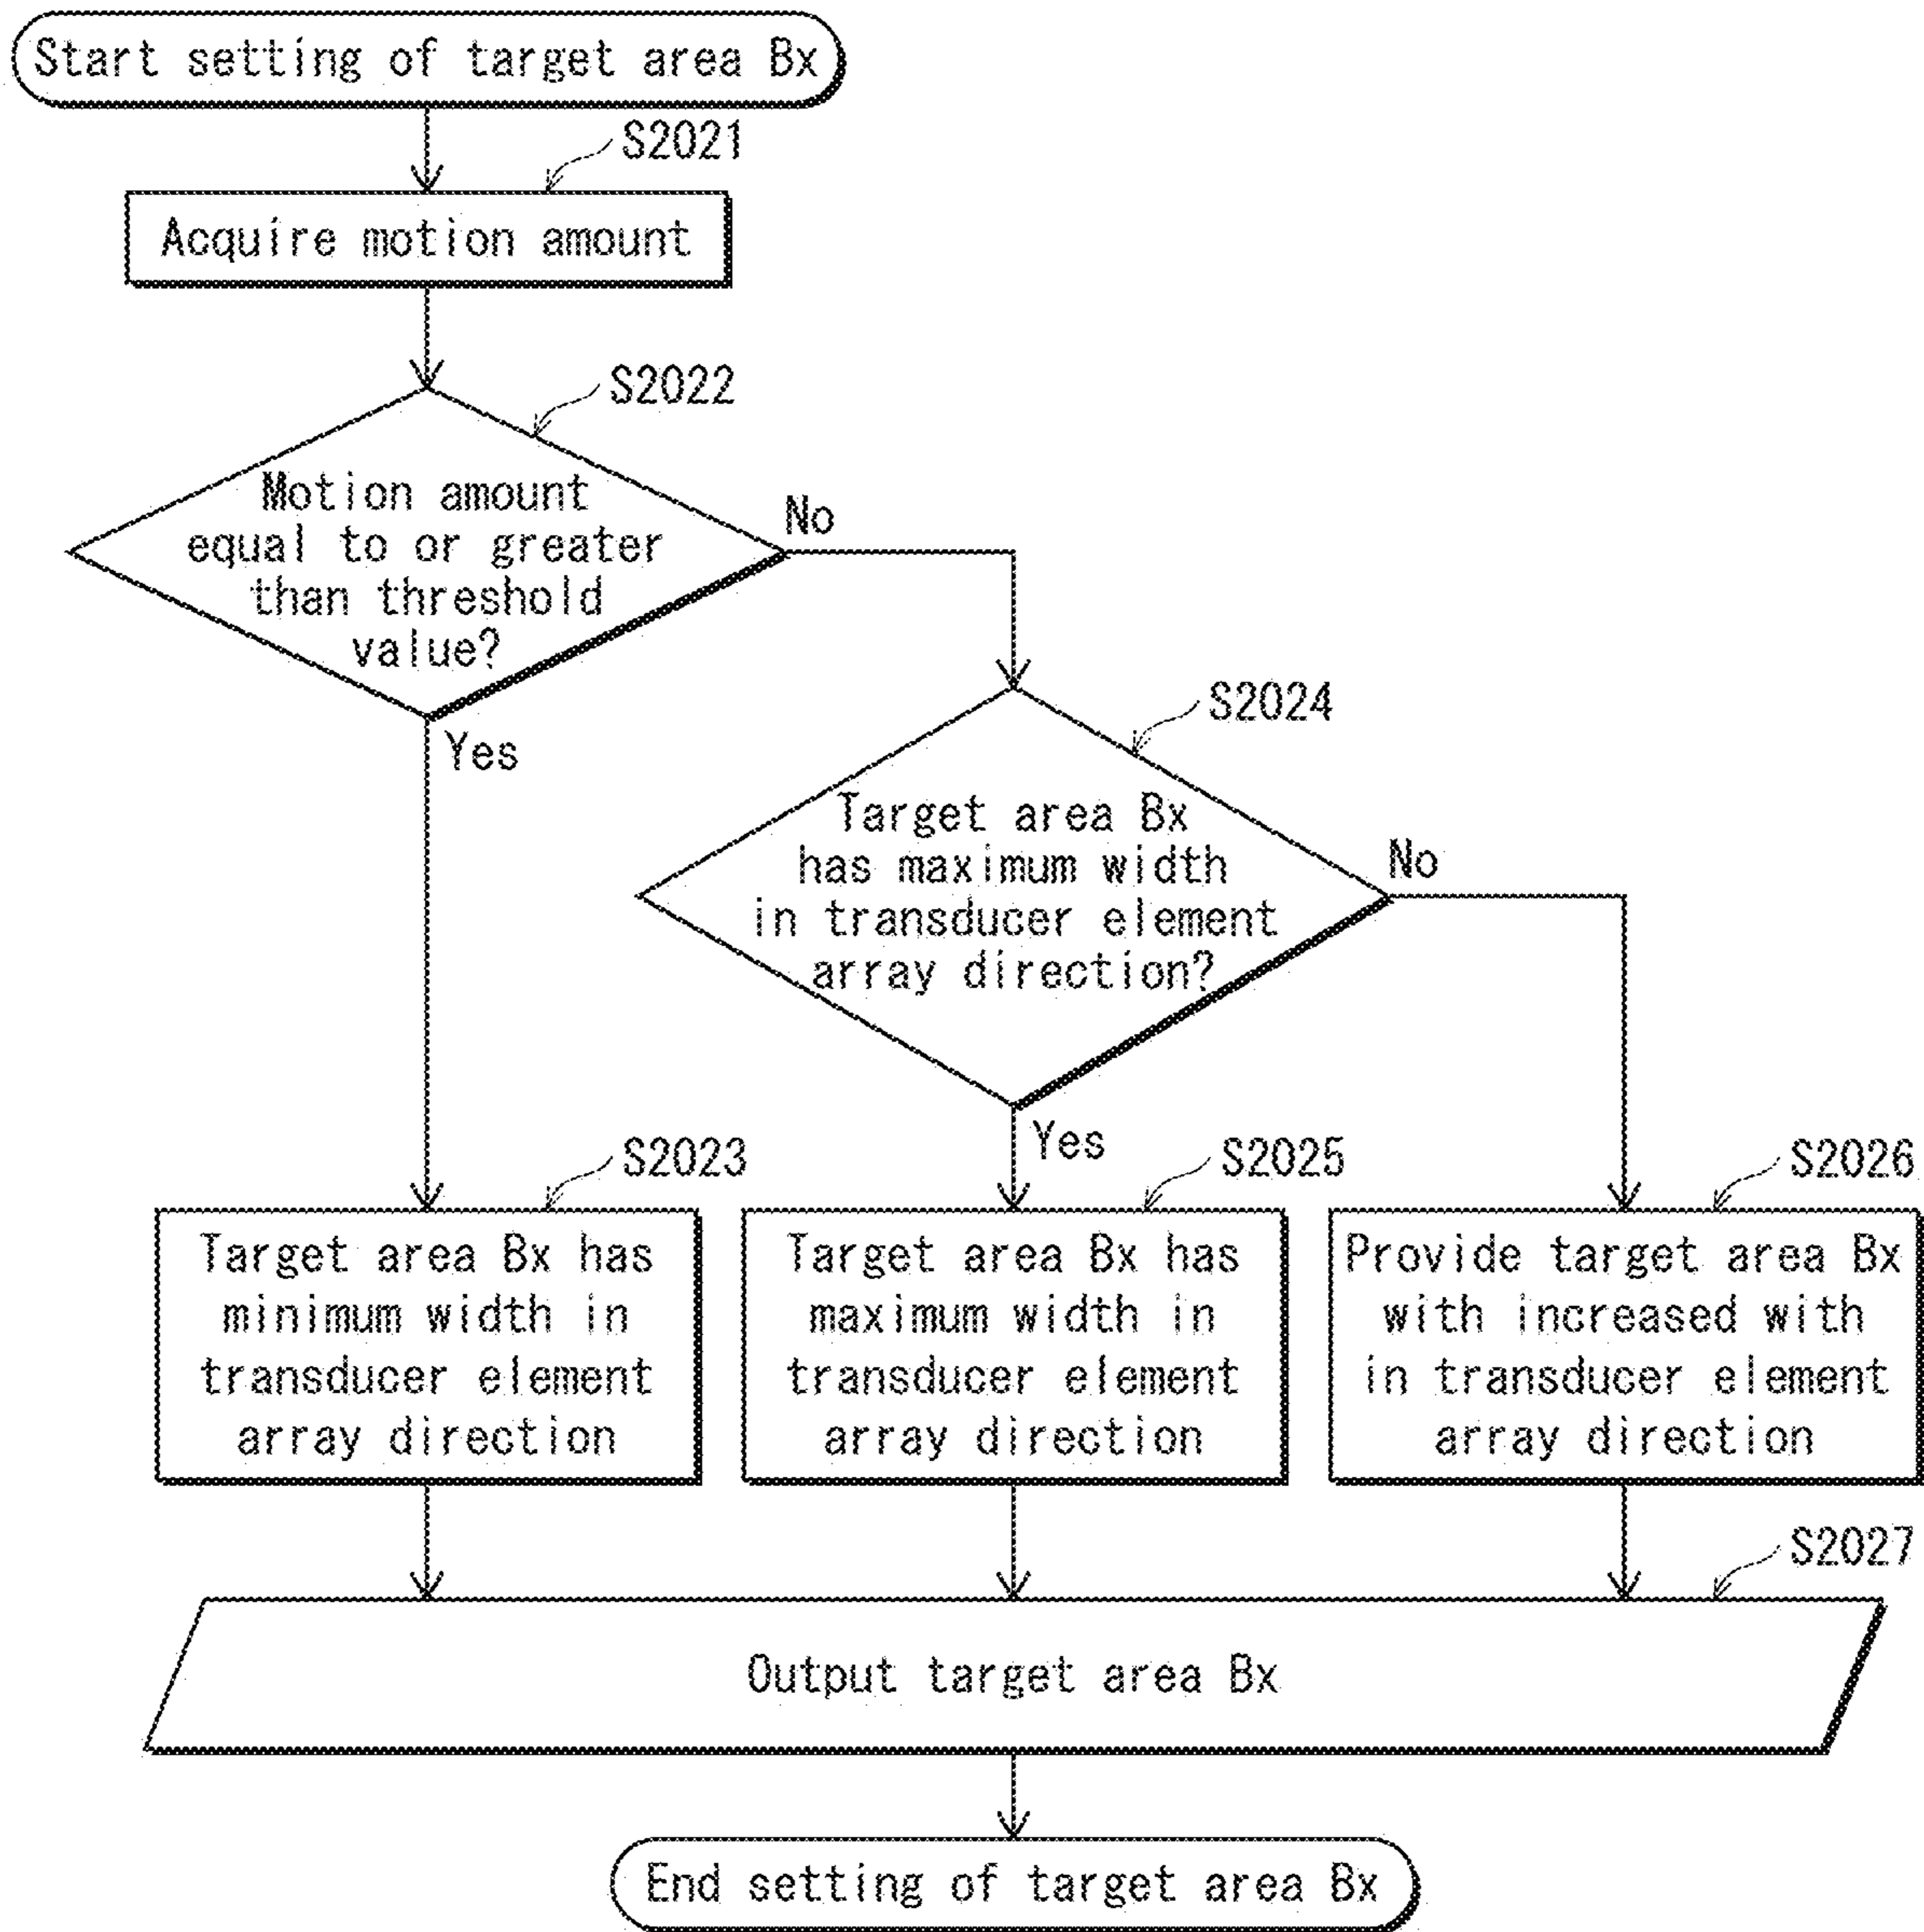 Start setting of target area Bx
S2021
Acquire motion amount
S2022
Motion amount
equal to or greater
than threshold
value?
No
Yes
S2024
Target area Bx
has maximum width
in transducer element
array direction?
No
Yes
S2023
Target area Bx has
minimum width in
transducer element
array direction
S2025
Target area Bx has
maximum width in
transducer element
array direction
S2026
Provide target area Bx
with increased with
in transducer element
array direction
S2027
Output target area Bx
End setting of target area Bx